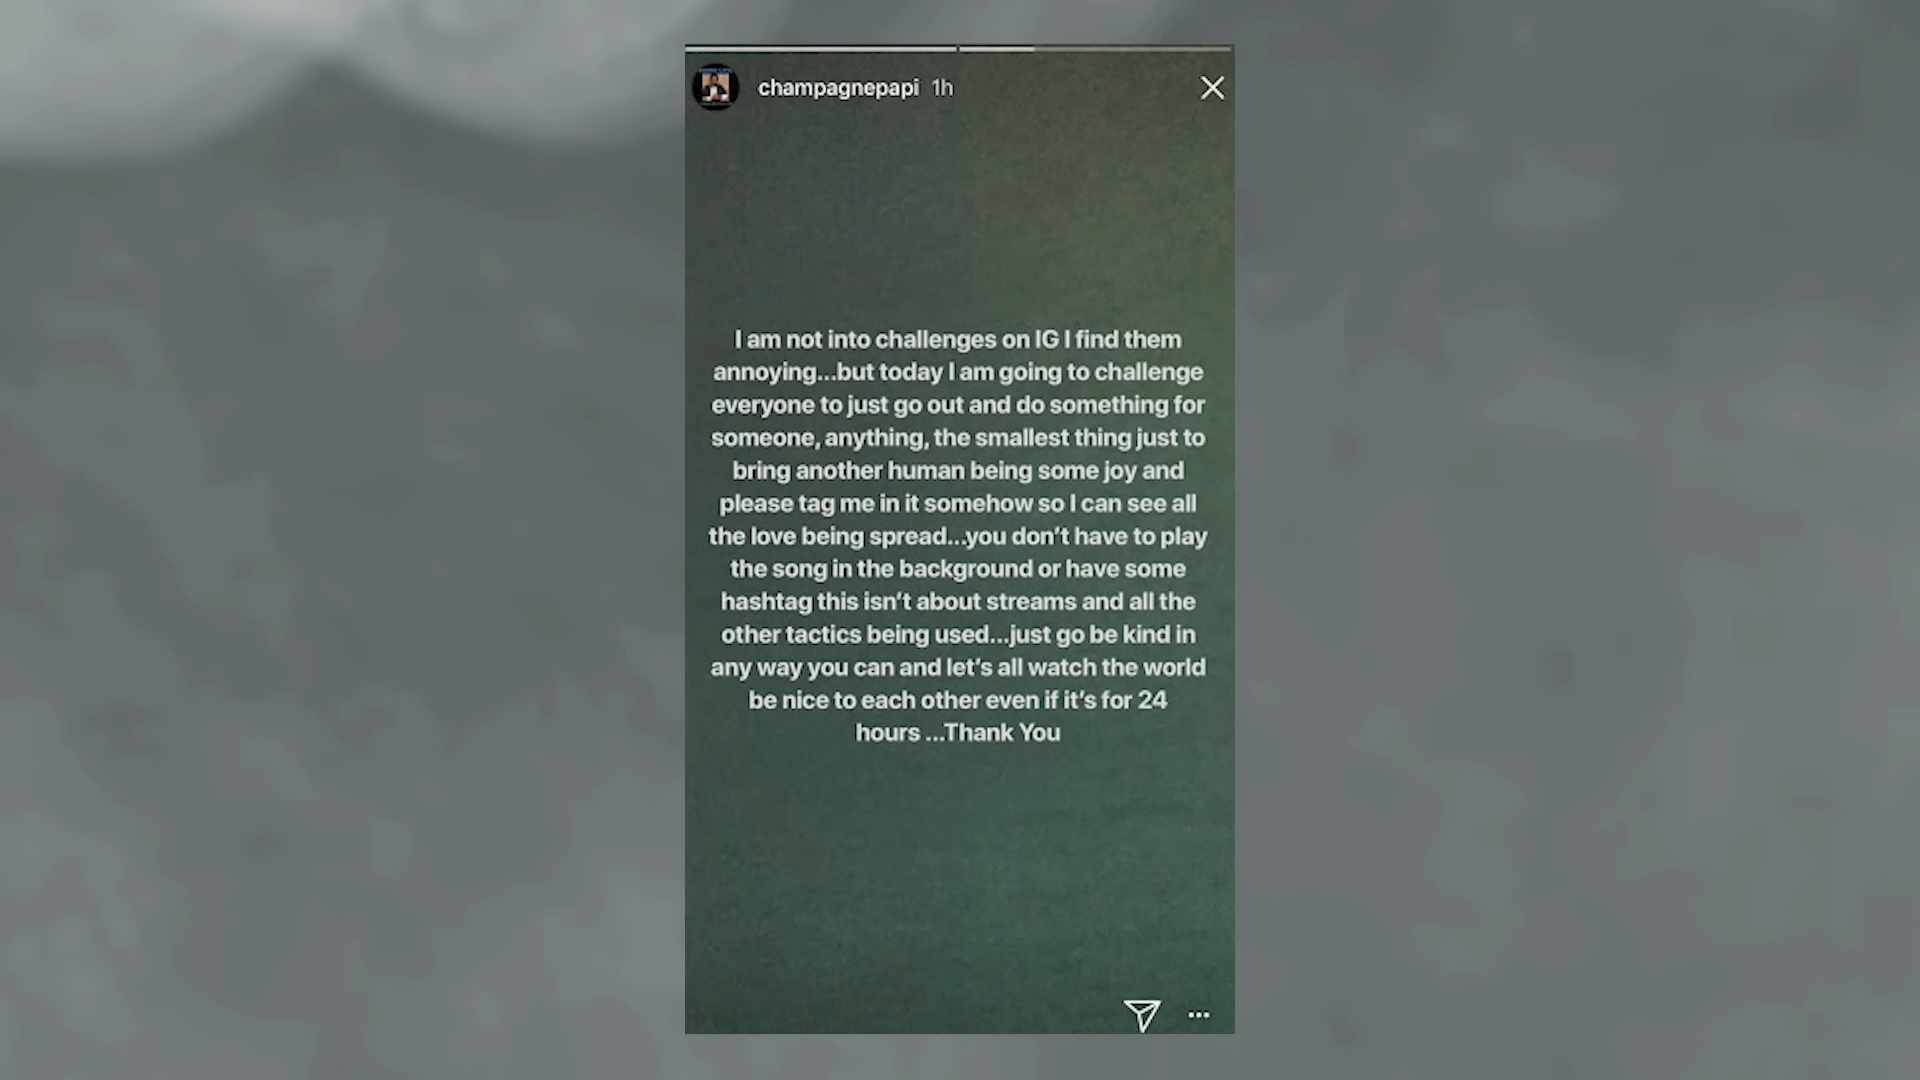 champagnepapi 1h
I am not into challenges on IG I find them
annoying...but today I am going to challenge
everyone to just go out and do something for
someone, anything, the smallest thing just to
bring another human being some joy and
please tag me in it somehow so I can see all
the love being spread...you don’t have to play
the song in the background or have some
hashtag this isn’t about streams and all the
other tactics being used...just go be kind in
any way you can and let’s all watch the world
be nice to each other even if it’s for 24
hours ...Thank You